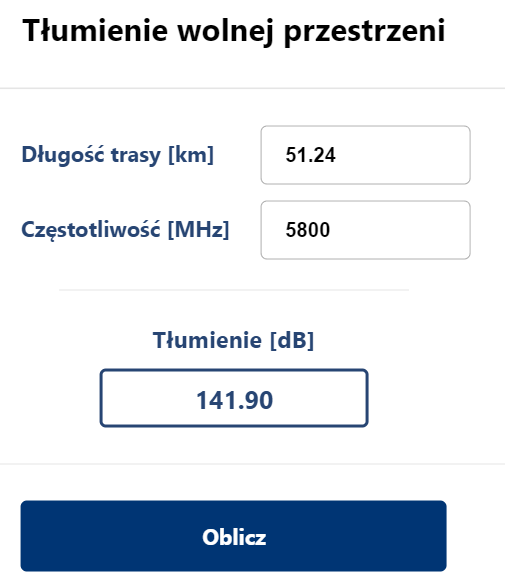 Tłumienie wolnej przestrzeni
Długość trasy [km] 51.24
Częstotliwość [MHz] 5800
Tłumienie [dB]
141.90
Oblicz